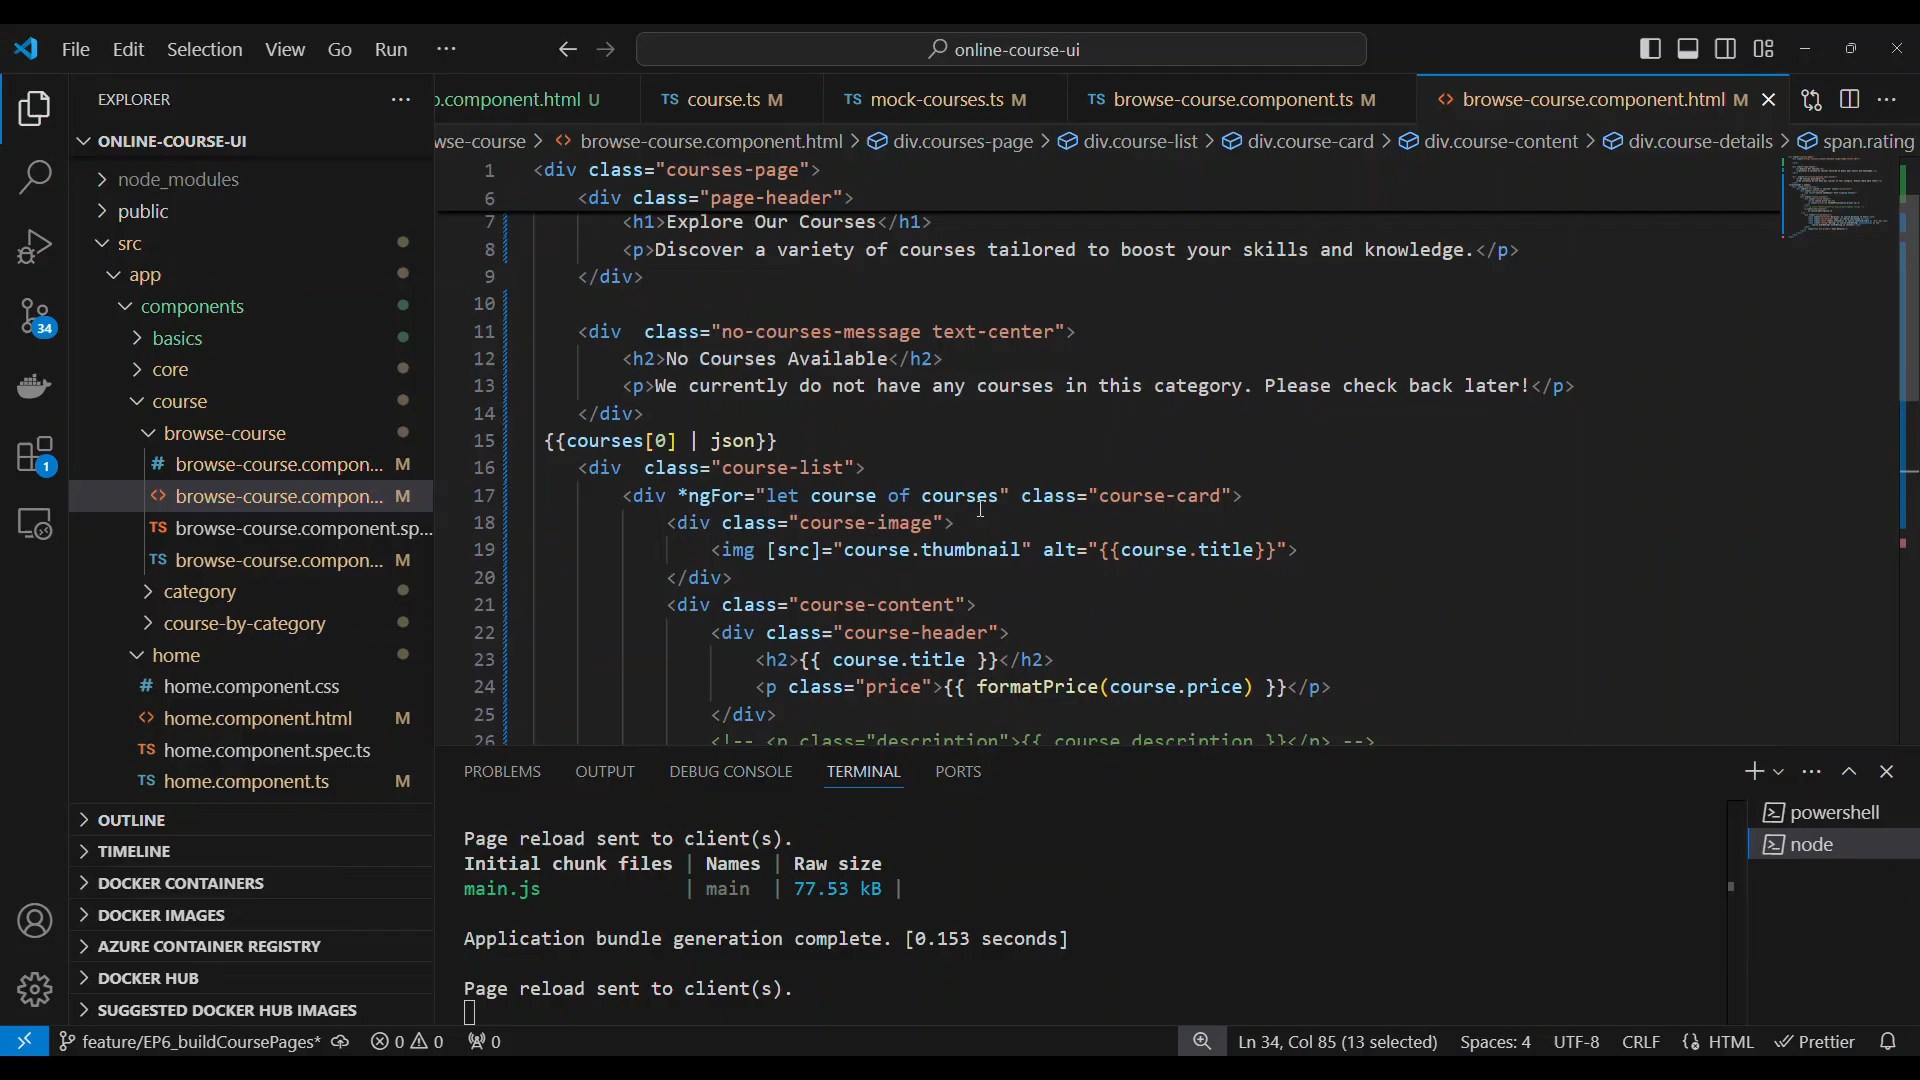 File Edit Selection View Go Run ··· online-course-ui
EXPLORER ···
ONLINE-COURSE-UI
node_modules
public
src
app
components
basics
core
course
browse-course
# browse-course.compon... M
<> browse-course.compon... M
TS browse-course.component.sp...
TS browse-course.compon... M
category
course-by-category
home
# home.component.css
<> home.component.html M
TS home.component.spec.ts
TS home.component.ts M
OUTLINE
TIMELINE
DOCKER CONTAINERS
DOCKER IMAGES
AZURE CONTAINER REGISTRY
DOCKER HUB
SUGGESTED DOCKER HUB IMAGES
34
1
o.component.html U TS course.ts M TS mock-courses.ts M TS browse-course.component.ts M <> browse-course.component.html M
wse-course > <> browse-course.component.html > div.courses-page > div.course-list > div.course-card > div.course-content > div.course-details > span.rating
1 <div class="courses-page">
6 <div class="page-header">
7 <h1>Explore Our Courses</h1>
8 <p>Discover a variety of courses tailored to boost your skills and knowledge.</p>
9 </div>
10
11 <div  class="no-courses-message text-center">
12 <h2>No Courses Available</h2>
13 <p>We currently do not have any courses in this category. Please check back later!</p>
14 </div>
15 {{courses[0] | json}}
16 <div  class="course-list">
17 <div *ngFor="let course of courses" class="course-card">
18 <div class="course-image">
19 <img [src]="course.thumbnail" alt="{{course.title}}">
20 </div>
21 <div class="course-content">
22 <div class="course-header">
23 <h2>{{ course.title }}</h2>
24 <p class="price">{{ formatPrice(course.price) }}</p>
25 </div>
26 <!-- <p class="description">{{ course.description }}</p> -->
PROBLEMS OUTPUT DEBUG CONSOLE TERMINAL PORTS
Page reload sent to client(s).
Initial chunk files | Names | Raw size
main.js | main | 77.53 kB |
Application bundle generation complete. [0.153 seconds]
Page reload sent to client(s).
powershell
node
feature/EP6_buildCoursePages* 0 0 0 Ln 34, Col 85 (13 selected) Spaces: 4 UTF-8 CRLF HTML Prettier